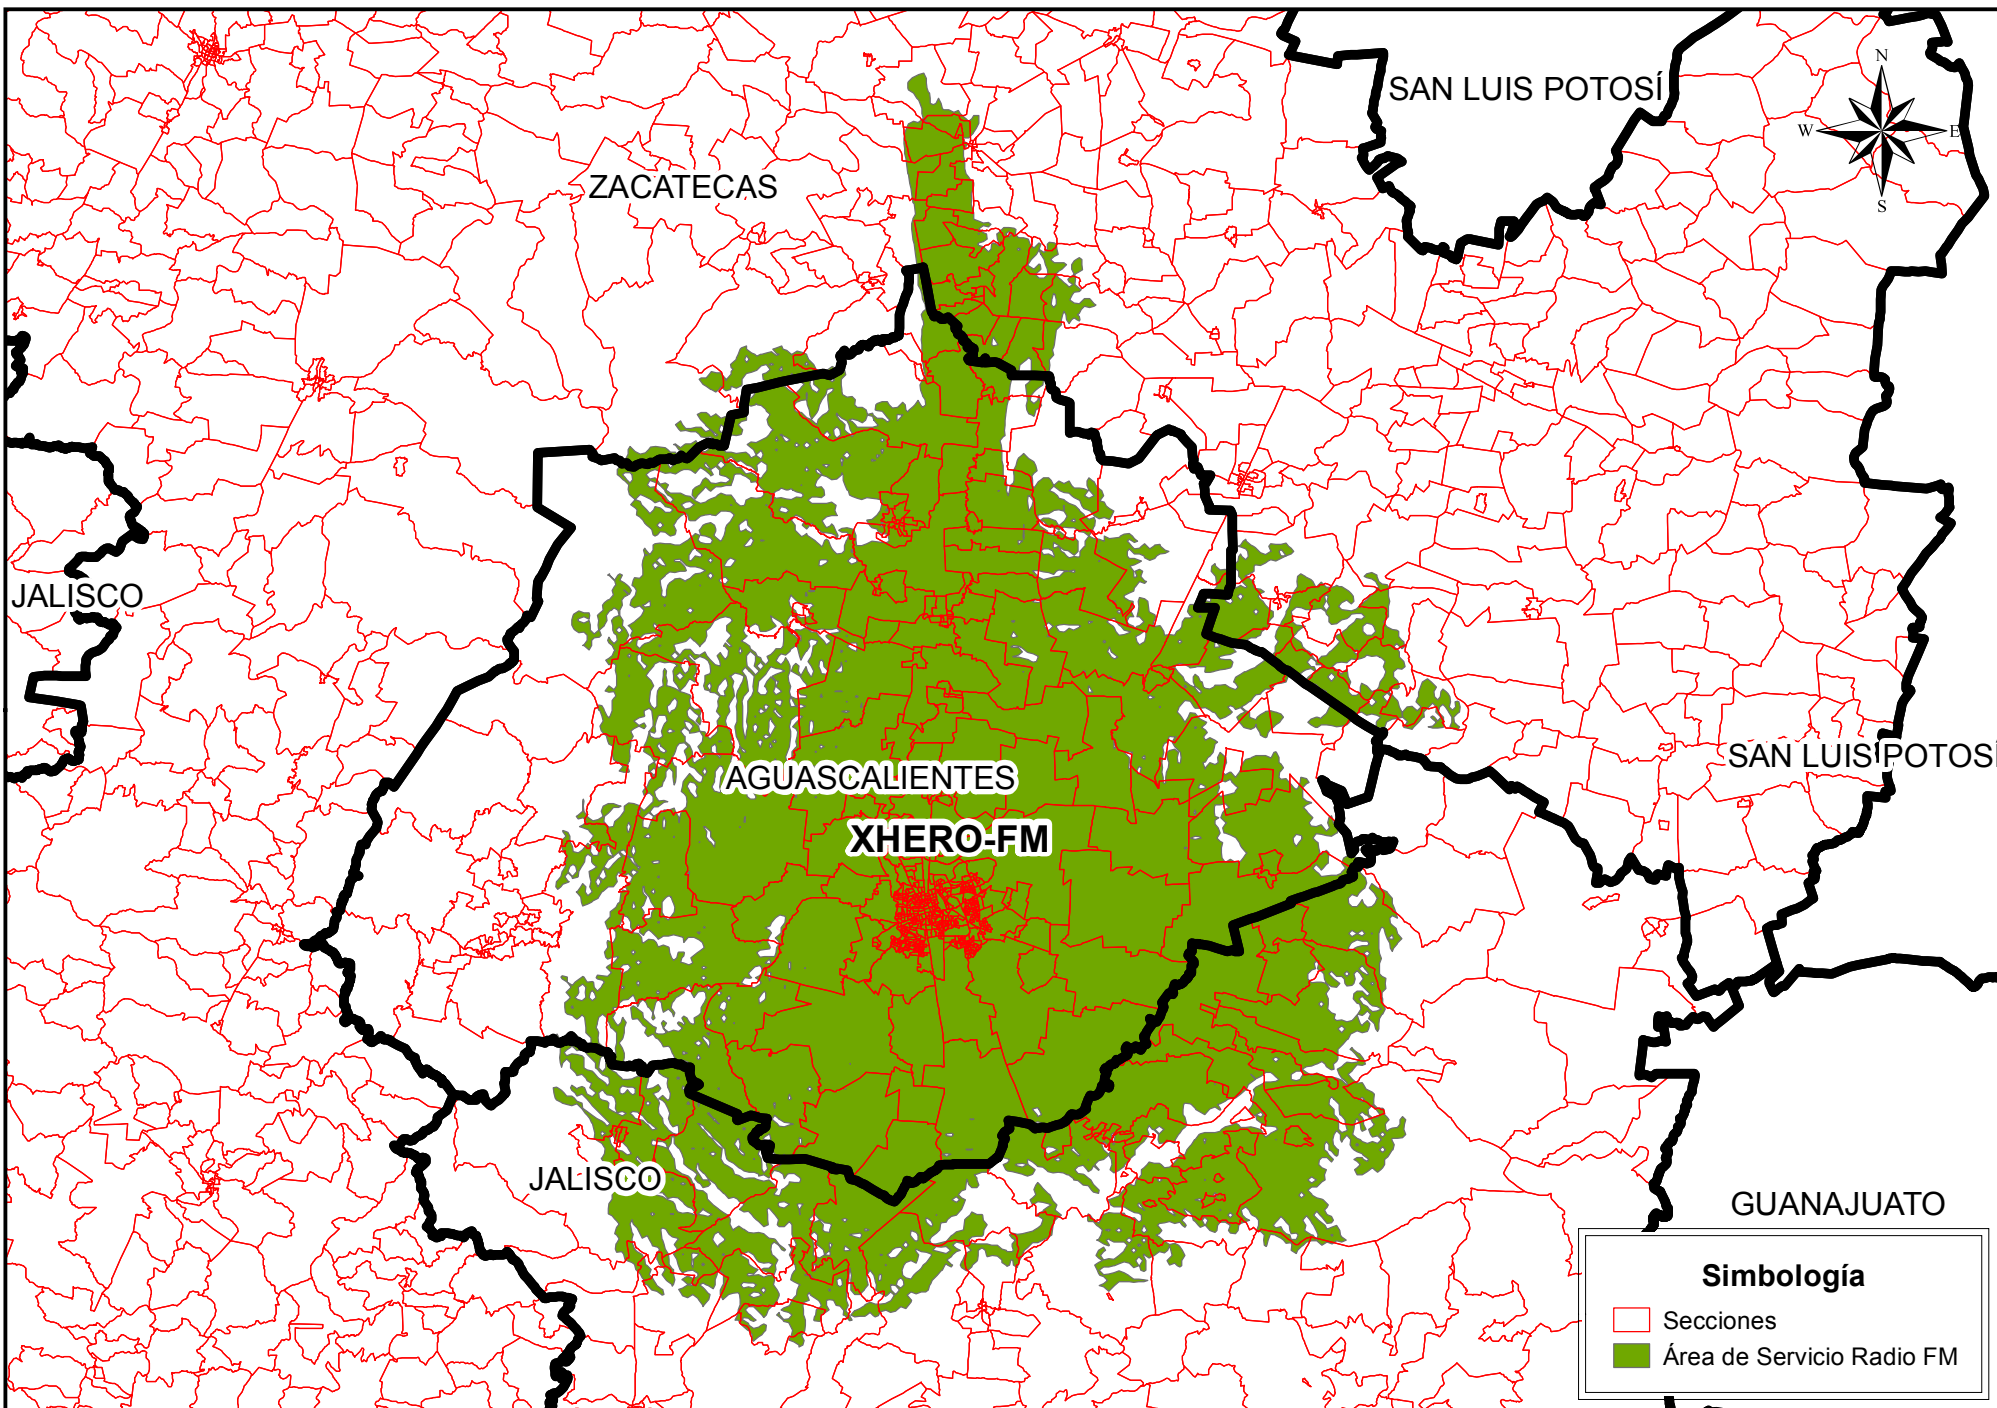 SAN LUIS POTOSÍ
N
W
E
S
ZACATECAS
JALISCO
SAN LUIS POTOSÍ
AGUASCALIENTES
XHERO-FM
JALISCO
GUANAJUATO
Simbología
Secciones
Área de Servicio Radio FM